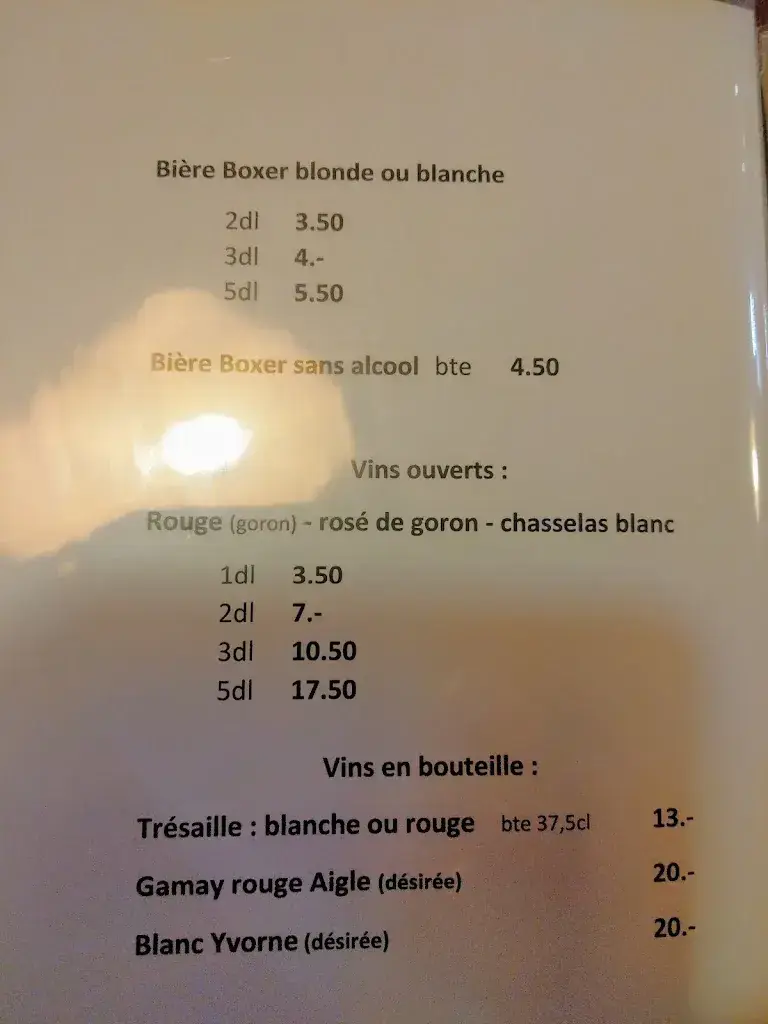 Bière Boxer blonde ou blanche
2dl 3.50
3dl 4.-
5dl 5.50
Bière Boxer sans alcool bte 4.50
Vins ouverts :
Rouge (goron) - rosé de goron - chasselas blanc
1dl 3.50
2dl 7.-
3dl 10.50
5dl 17.50
Vins en bouteille :
Trésaille : blanche ou rouge bte 37,5cl 13.-
Gamay rouge Aigle (désirée) 20.-
Blanc Yvorne (désirée) 20.-